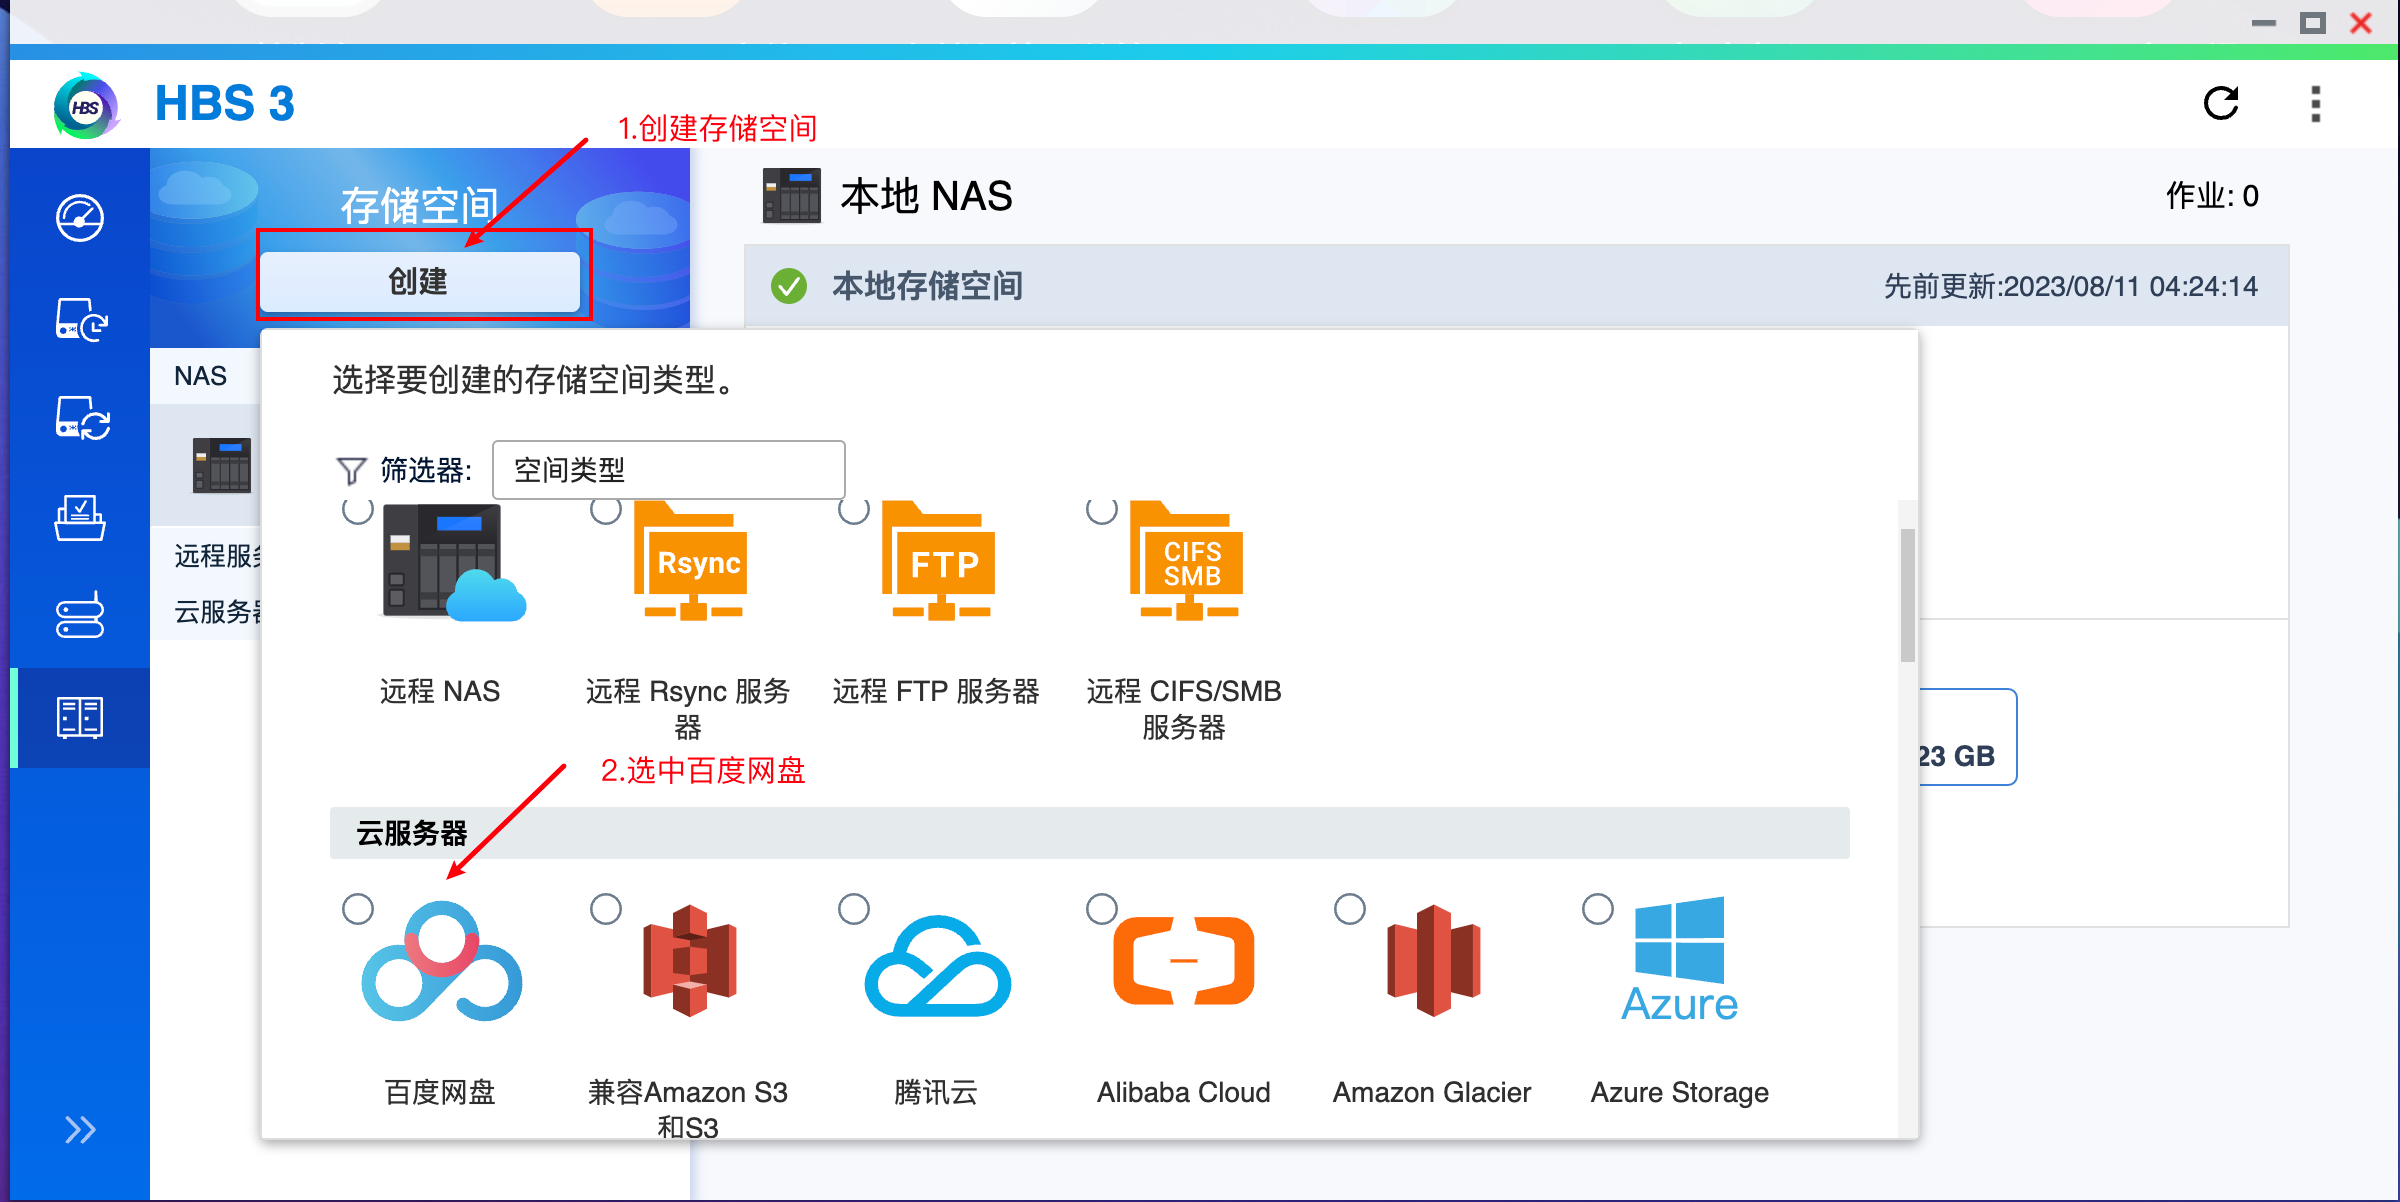 HBS
HBS 3
1.创建存储空间
存储空间
创建
本地 NAS
作业: 0
本地存储空间
先前更新:2023/08/11 04:24:14
NAS
远程服务
云服务器
选择要创建的存储空间类型。
筛选器:
空间类型
Rsync
FTP
CIFS
SMB
远程 NAS
远程 Rsync 服务
器
远程 FTP 服务器
远程 CIFS/SMB
服务器
23 GB
2.选中百度网盘
云服务器
Azure
百度网盘
兼容Amazon S3
和S3
腾讯云
Alibaba Cloud
Amazon Glacier
Azure Storage